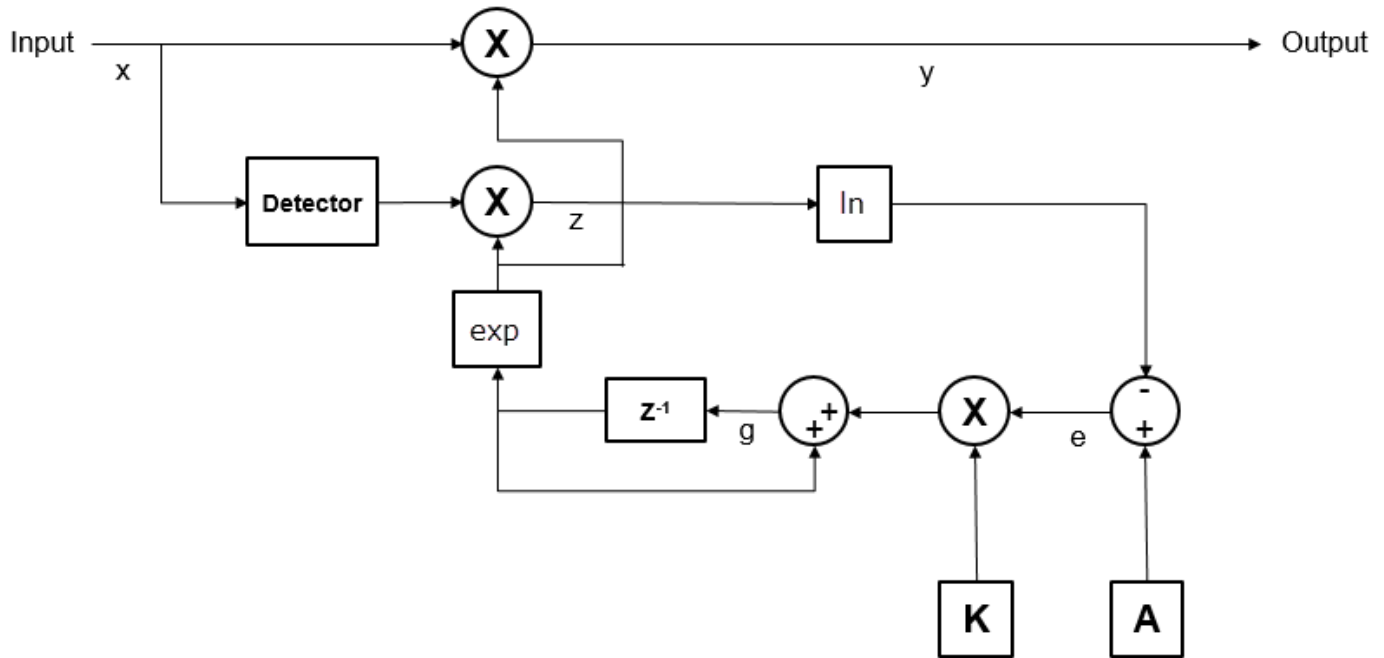 Input
X
Output
x
y
Detector
X
z
ln
exp
z-1
g
+
+
X
e
-
+
K
A